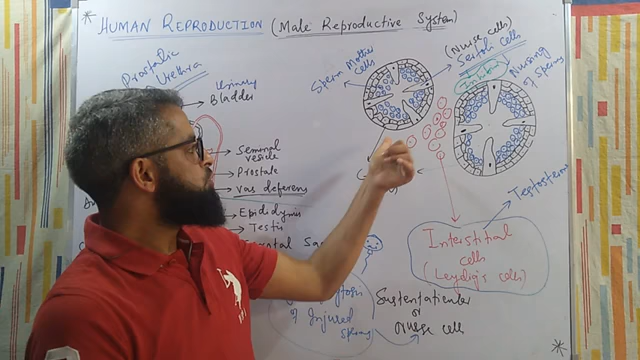 HUMAN REPRODUCTION (Male Reproductive System)
Prostatic
Urethra
Urinary
Bladder
Seminal
vesicle
Prostate
Vas deferens
Epididymis
Testis
Sperm Mother
cells
(Nurse cells)
Sertoli cells
Inhibin
Nursing
of sperms
Testosterone
Interstitial
cells
(Leydig's cells)
of Injured
Sperms
Sustentacular
or
Nurse cell